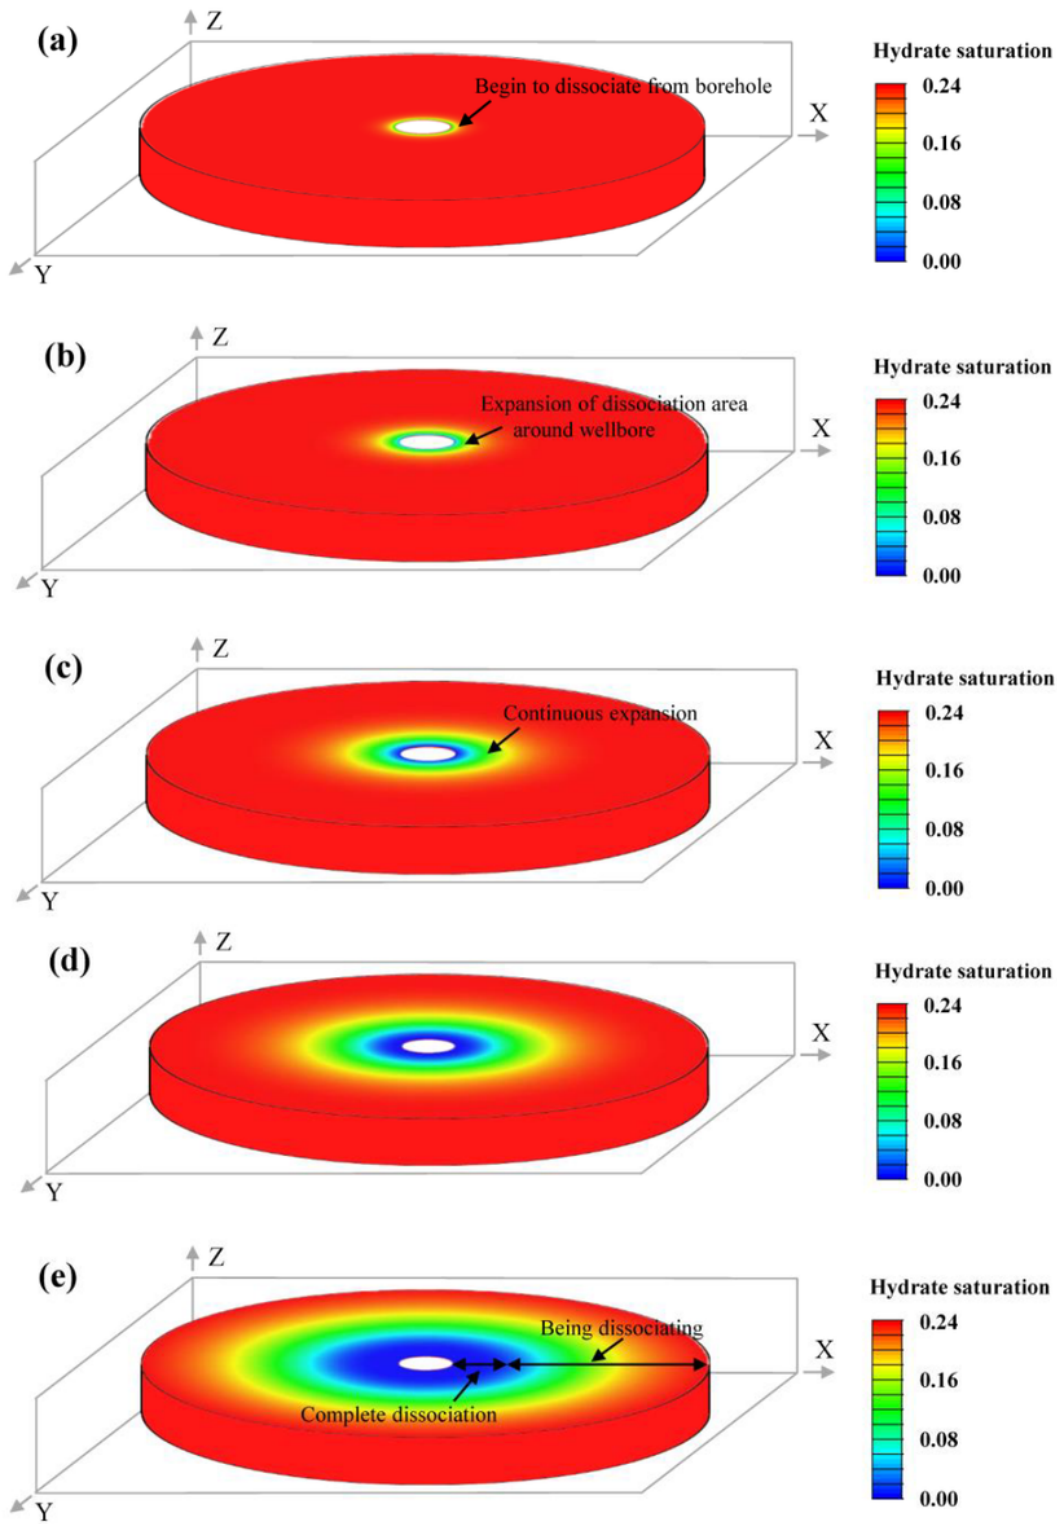 (a)
Z
Hydrate saturation
Begin to dissociate from borehole
0.24
X
0.16
0.08
0.00
Y
(b)
Z
Hydrate saturation
0.24
Expansion of dissociation area
around wellbore
X
0.16
0.08
0.00
Y
(c)
Z
Hydrate saturation
0.24
Continuous expansion
X
0.16
0.08
0.00
Y
(d)
Z
Hydrate saturation
0.24
X
0.16
0.08
0.00
Y
(e)
Z
Hydrate saturation
0.24
Being dissociating
X
0.16
Complete dissociation
0.08
0.00
Y